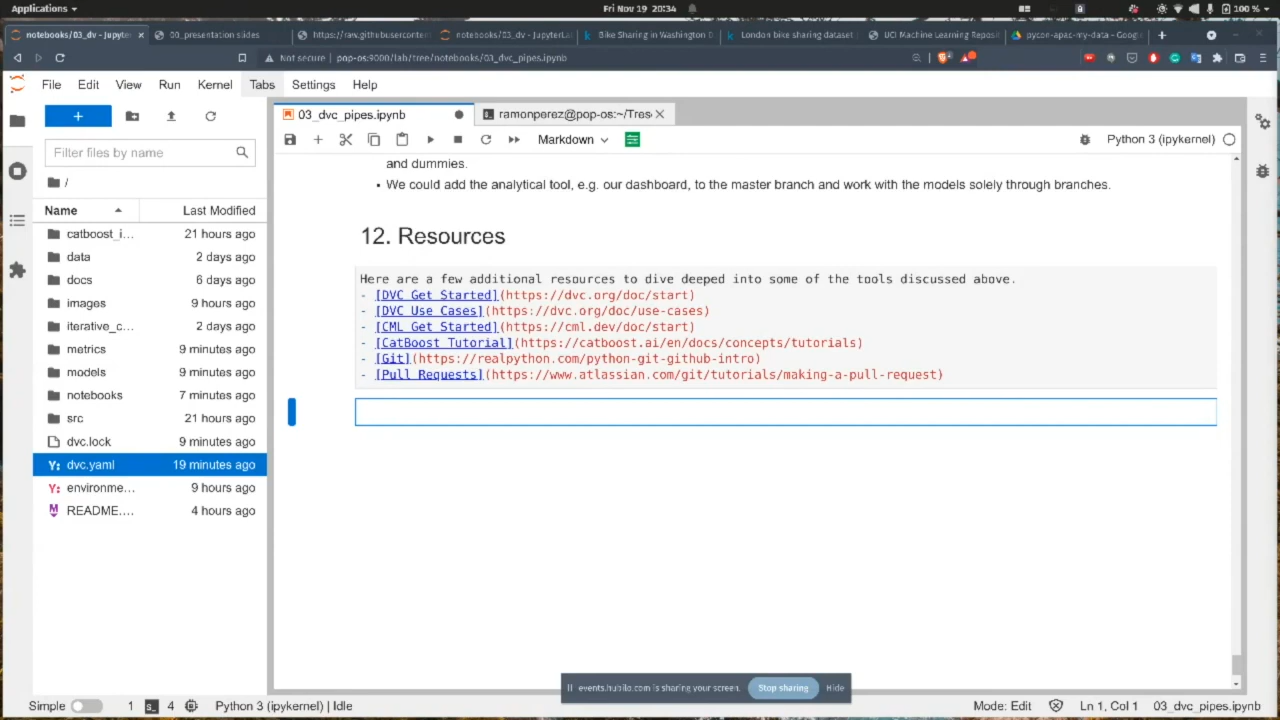 Applications
Fri Nov 19 20:34
100 %
notebooks/03_dv - Jupyter
00_presentation slides
https://raw.githubusercontent
notebooks/03_dv - JupyterLab
Bike Sharing in Washington D
London bike sharing dataset
UCI Machine Learning Reposit
pycon-apac-my-data - Google
Not secure | pop-os:9000/lab/tree/notebooks/03_dvc_pipes.ipynb
File Edit View Run Kernel Tabs Settings Help
03_dvc_pipes.ipynb
ramonperez@pop-os:~/Tres
Markdown
Python 3 (ipykernel)
Filter files by name
/
Name Last Modified
catboost_i... 21 hours ago
data 2 days ago
docs 6 days ago
images 9 hours ago
iterative_c... 2 days ago
metrics 9 minutes ago
models 9 minutes ago
notebooks 7 minutes ago
src 21 hours ago
dvc.lock 9 minutes ago
Y: dvc.yaml 19 minutes ago
Y: environme... 9 hours ago
README.... 4 hours ago
and dummies.
• We could add the analytical tool, e.g. our dashboard, to the master branch and work with the models solely through branches.
12. Resources
Here are a few additional resources to dive deeped into some of the tools discussed above.
- [DVC Get Started](https://dvc.org/doc/start)
- [DVC Use Cases](https://dvc.org/doc/use-cases)
- [CML Get Started](https://cml.dev/doc/start)
- [CatBoost Tutorial](https://catboost.ai/en/docs/concepts/tutorials)
- [Git](https://realpython.com/python-git-github-intro)
- [Pull Requests](https://www.atlassian.com/git/tutorials/making-a-pull-request)
events.hubilo.com is sharing your screen. Stop sharing Hide
Simple 1 4 Python 3 (ipykernel) | Idle
Mode: Edit Ln 1, Col 1 03_dvc_pipes.ipynb